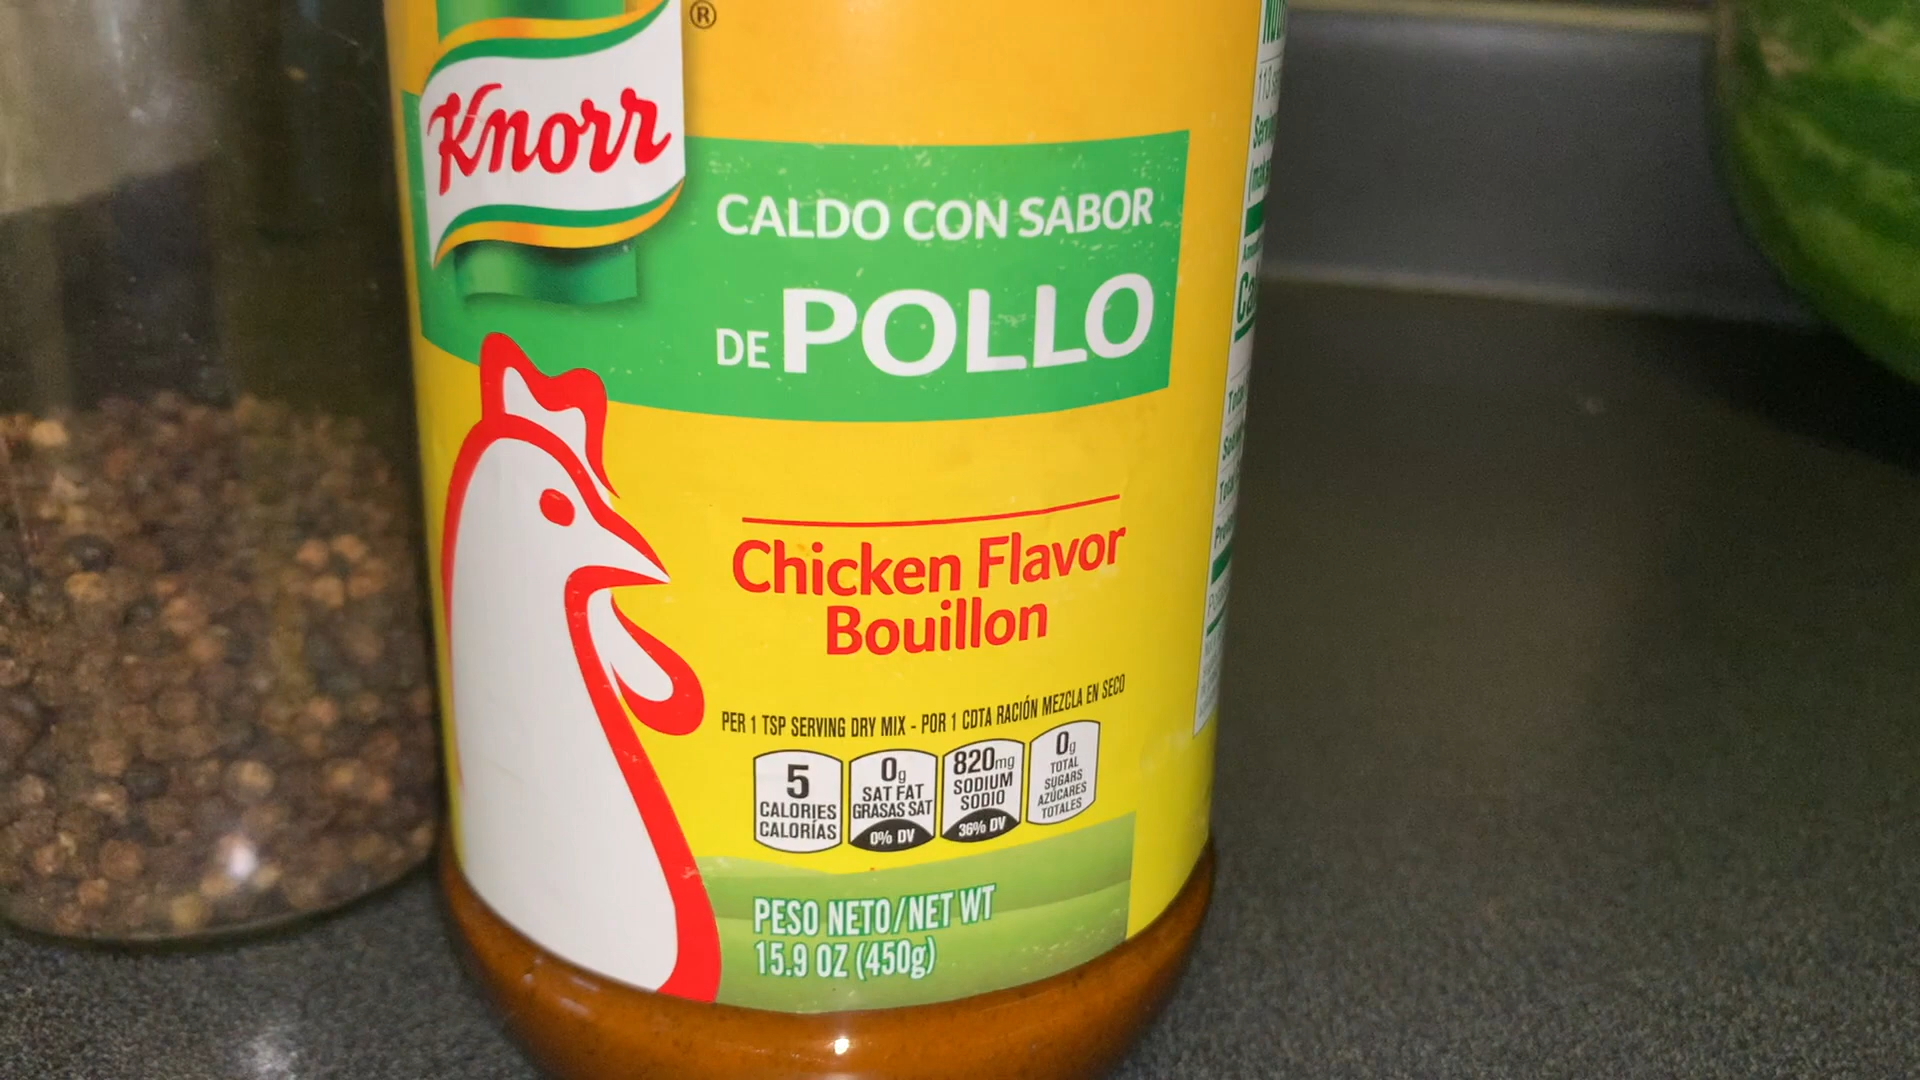 Knorr®
CALDO CON SABOR
DE POLLO
Chicken Flavor
Bouillon
PER 1 TSP SERVING DRY MIX - POR 1 CDTA RACIÓN MEZCLA EN SECO
5
CALORIES
CALORÍAS
0g
SAT FAT
GRASAS SAT
0% DV
820mg
SODIUM
SODIO
36% DV
0g
TOTAL
SUGARS
AZÚCARES
TOTALES
PESO NETO/NET WT
15.9 OZ (450g)